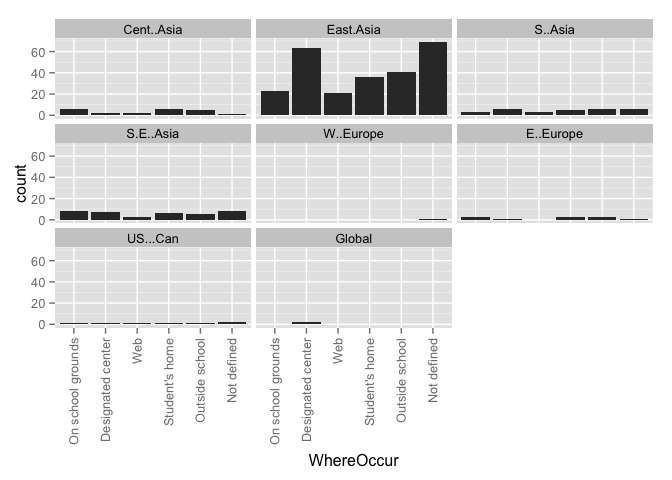 Cent..Asia
East.Asia
S..Asia
60
40
20
0
S.E..Asia
W..Europe
E..Europe
60
40
20
0
US...Can
Global
60
40
20
0
count
On school grounds
Designated center
Web
Student's home
Outside school
Not defined
On school grounds
Designated center
Web
Student's home
Outside school
Not defined
WhereOccur